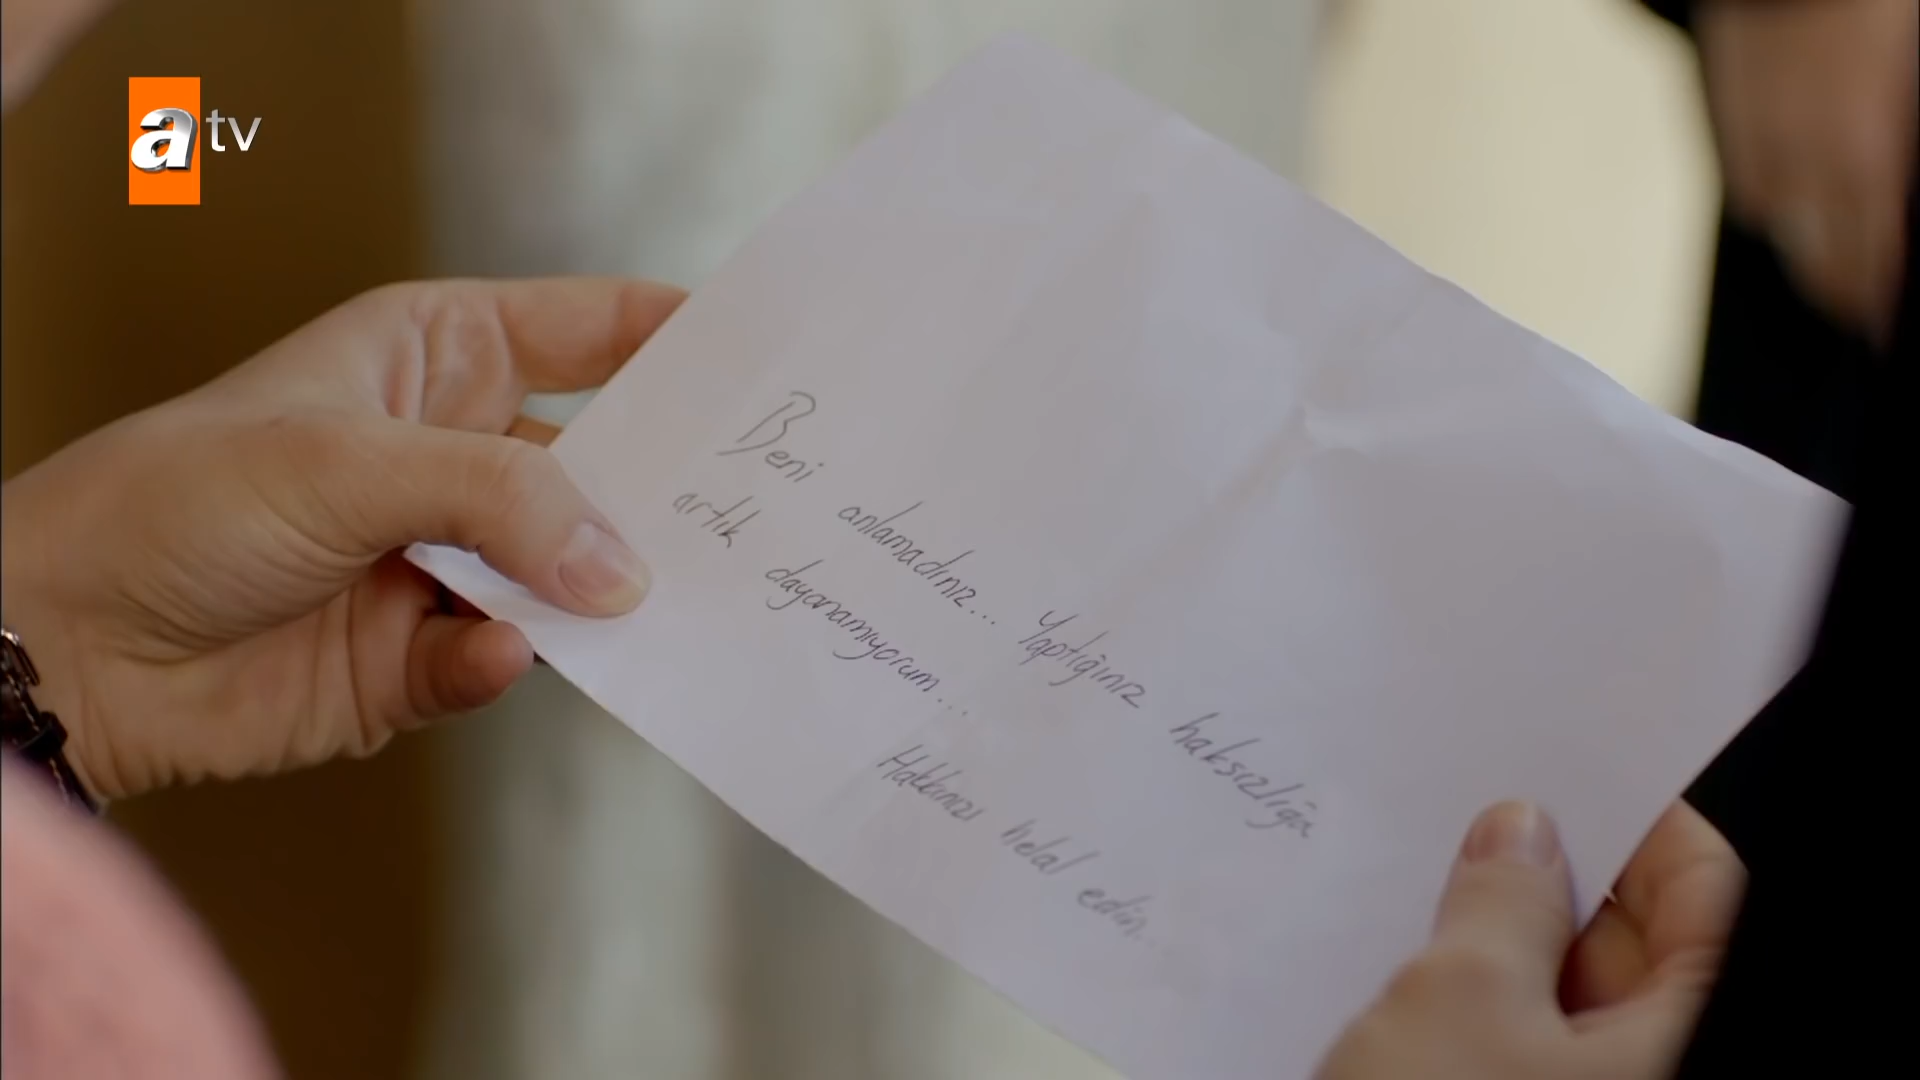 atv
Beni anlamadınız... Yaptığınız haksızlığa
artık dayanamıyorum...
Hakkınızı helal edin...